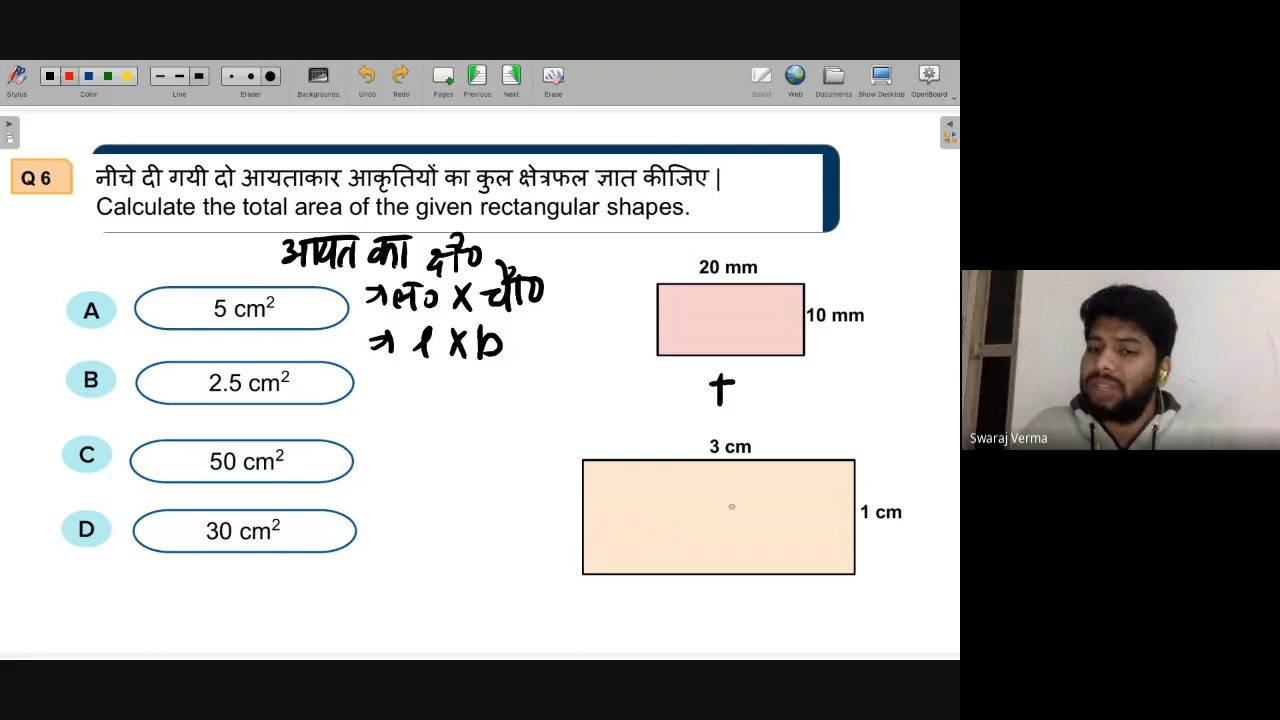 Stylus
Color
Line
Eraser
Backgrounds
Undo
Redo
Pages
Previous
Next
Erase
Board
Web
Documents
Show Desktop
OpenBoard
Q 6
नीचे दी गयी दो आयताकार आकृतियों का कुल क्षेत्रफल ज्ञात कीजिए |
Calculate the total area of the given rectangular shapes.
आयत का क्षे०
→ ल० × चौ०
→ l × b
A 5 cm²
B 2.5 cm²
C 50 cm²
D 30 cm²
20 mm
10 mm
+
3 cm
1 cm
Swaraj Verma